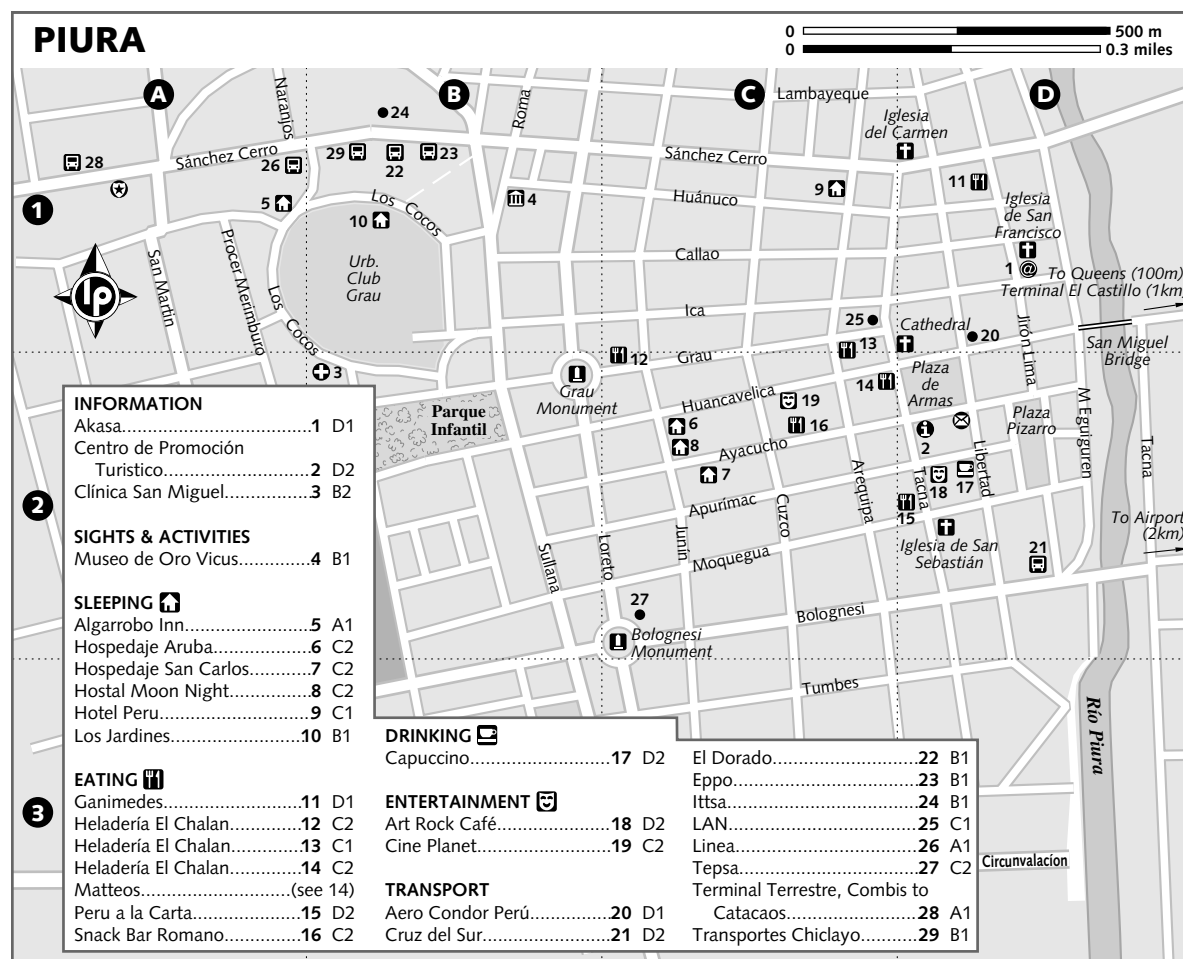 PIURA
0 500 m
0 0.3 miles
A
B
C
D
Lambayeque
Naranjos
24
Roma
Iglesia
del Carmen
28
Sánchez Cerro
26
29
22
23
Sánchez Cerro
1
5
10
Los Cocos
4
Huánuco
9
11
Iglesia
de San
Francisco
San Martin
Procer Merimburo
Urb.
Club
Grau
Callao
1
To Queens (100m)
Terminal El Castillo (1km)
lp
Los Cocos
Ica
25
Cathedral
20
Jirón Lima
San Miguel
Bridge
3
12
Grau
13
Grau
Monument
Huancavelica
14
Plaza
de
Armas
Parque
Infantil
19
6
16
Plaza
Pizarro
M Eguiguren
8
Ayacucho
2
Libertad
Tacna
7
Arequipa
Tacna
18
17
2
Apurímac
Cuzco
15
To Airport
(2km)
Sullana
Loreto
Junín
Moquegua
Iglesia de San
Sebastián
21
27
Bolognesi
Bolognesi
Monument
Tumbes
Río Piura
3
Circunvalacíon
INFORMATION
Akasa....................................1 D1
Centro de Promoción
Turistico.........................2 D2
Clínica San Miguel....................3 B2
SIGHTS & ACTIVITIES
Museo de Oro Vicus..............4 B1
SLEEPING
Algarrobo Inn.........................5 A1
Hospedaje Aruba....................6 C2
Hospedaje San Carlos.............7 C2
Hostal Moon Night.................8 C2
Hotel Peru..............................9 C1
Los Jardines..........................10 B1
EATING
Ganimedes...........................11 D1
Heladería El Chalan...............12 C2
Heladería El Chalan...............13 C1
Heladería El Chalan...............14 C2
Matteos.........................(see 14)
Peru a la Carta......................15 D2
Snack Bar Romano................16 C2
DRINKING
Capuccino.......................17 D2
ENTERTAINMENT
Art Rock Café..................18 D2
Cine Planet.....................19 C2
TRANSPORT
Aero Condor Perú............20 D1
Cruz del Sur.....................21 D2
El Dorado............................22 B1
Eppo....................................23 B1
Ittsa.....................................24 B1
LAN.....................................25 C1
Linea...................................26 A1
Tepsa...................................27 C2
Terminal Terrestre, Combis to
Catacaos.........................28 A1
Transportes Chiclayo...........29 B1